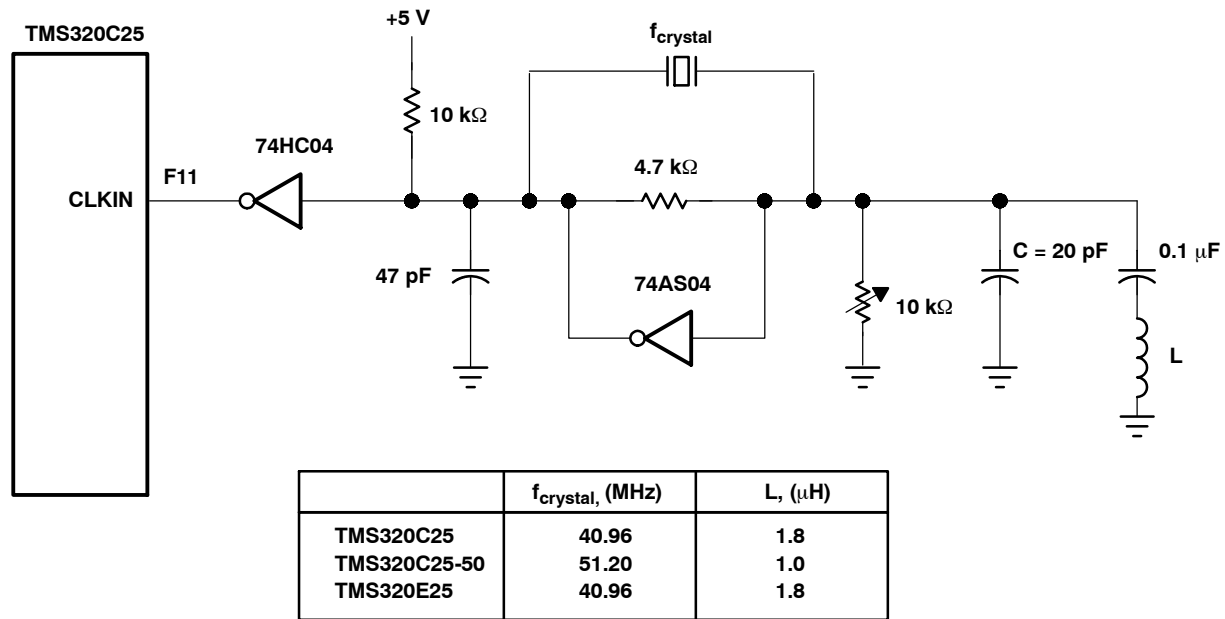 TMS320C25
+5 V
fcrystal
10 kΩ
74HC04
4.7 kΩ
F11
CLKIN
C = 20 pF
0.1 μF
47 pF
74AS04
10 kΩ
L
fcrystal, (MHz) L, (μH)
TMS320C25 40.96 1.8
TMS320C25-50 51.20 1.0
TMS320E25 40.96 1.8